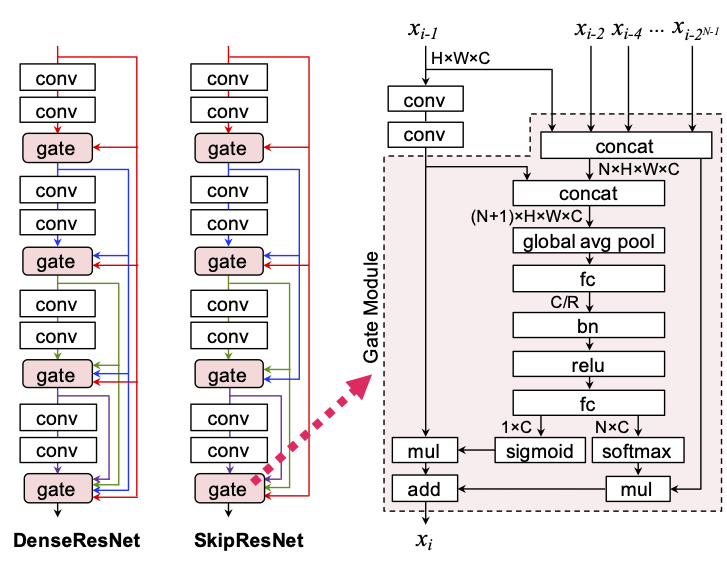 conv
conv
gate
conv
conv
gate
conv
conv
gate
conv
conv
gate
DenseResNet
conv
conv
gate
conv
conv
gate
conv
conv
gate
conv
conv
gate
SkipResNet
x_{i-1}
x_{i-2} x_{i-4} ... x_{i-2^{N-1}}
H×W×C
conv
conv
Gate Module
concat
N×H×W×C
concat
(N+1)×H×W×C
global avg pool
fc
C/R
bn
relu
fc
1×C N×C
mul sigmoid softmax
add mul
x_i